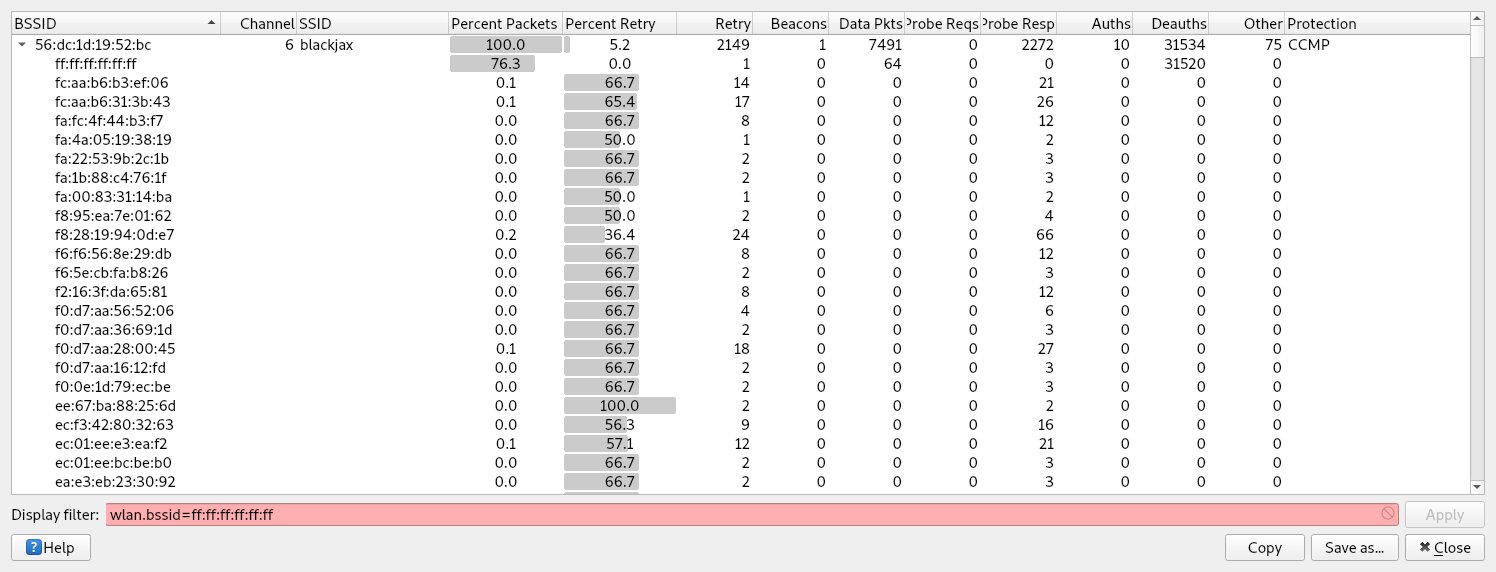 BSSID Channel SSID Percent Packets Percent Retry Retry Beacons Data Pkts Probe Reqs Probe Resp Auths Deauths Other Protection
56:dc:1d:19:52:bc 6 blackjax 100.0 5.2 2149 1 7491 0 2272 10 31534 75 CCMP
ff:ff:ff:ff:ff:ff 76.3 0.0 1 64 0 0 31520 0
fc:aa:b6:b3:ef:06 0.1 66.7 14 0 0 0 21 0 0 0
fc:aa:b6:31:3b:43 0.1 65.4 17 0 0 0 26 0 0 0
fa:fc:4f:44:b3:f7 0.0 66.7 8 0 0 0 12 0 0 0
fa:4a:05:19:38:19 0.0 50.0 1 0 0 0 2 0 0 0
fa:22:53:9b:2c:1b 0.0 66.7 2 0 0 0 3 0 0 0
fa:1b:88:c4:76:1f 0.0 66.7 2 0 0 0 3 0 0 0
fa:00:83:31:14:ba 0.0 50.0 1 0 0 0 2 0 0 0
f8:95:ea:7e:01:62 0.0 50.0 2 0 0 0 4 0 0 0
f8:28:19:94:0d:e7 0.2 36.4 24 0 0 0 66 0 0 0
f6:f6:56:8e:29:db 0.0 66.7 8 0 0 0 12 0 0 0
f6:5e:cb:fa:b8:26 0.0 66.7 2 0 0 0 3 0 0 0
f2:16:3f:da:65:81 0.0 66.7 8 0 0 0 12 0 0 0
f0:d7:aa:56:52:06 0.0 66.7 4 0 0 0 6 0 0 0
f0:d7:aa:36:69:1d 0.0 66.7 2 0 0 0 3 0 0 0
f0:d7:aa:28:00:45 0.1 66.7 18 0 0 0 27 0 0 0
f0:d7:aa:16:12:fd 0.0 66.7 2 0 0 0 3 0 0 0
f0:0e:1d:79:ec:be 0.0 66.7 2 0 0 0 3 0 0 0
ee:67:ba:88:25:6d 0.0 100.0 2 0 0 0 2 0 0 0
ec:f3:42:80:32:63 0.0 56.3 9 0 0 0 16 0 0 0
ec:01:ee:e3:ea:f2 0.1 57.1 12 0 0 0 21 0 0 0
ec:01:ee:bc:be:b0 0.0 66.7 2 0 0 0 3 0 0 0
ea:e3:eb:23:30:92 0.0 66.7 2 0 0 0 3 0 0 0
Display filter: wlan.bssid=ff:ff:ff:ff:ff:ff Apply
?Help Copy Save as... Close